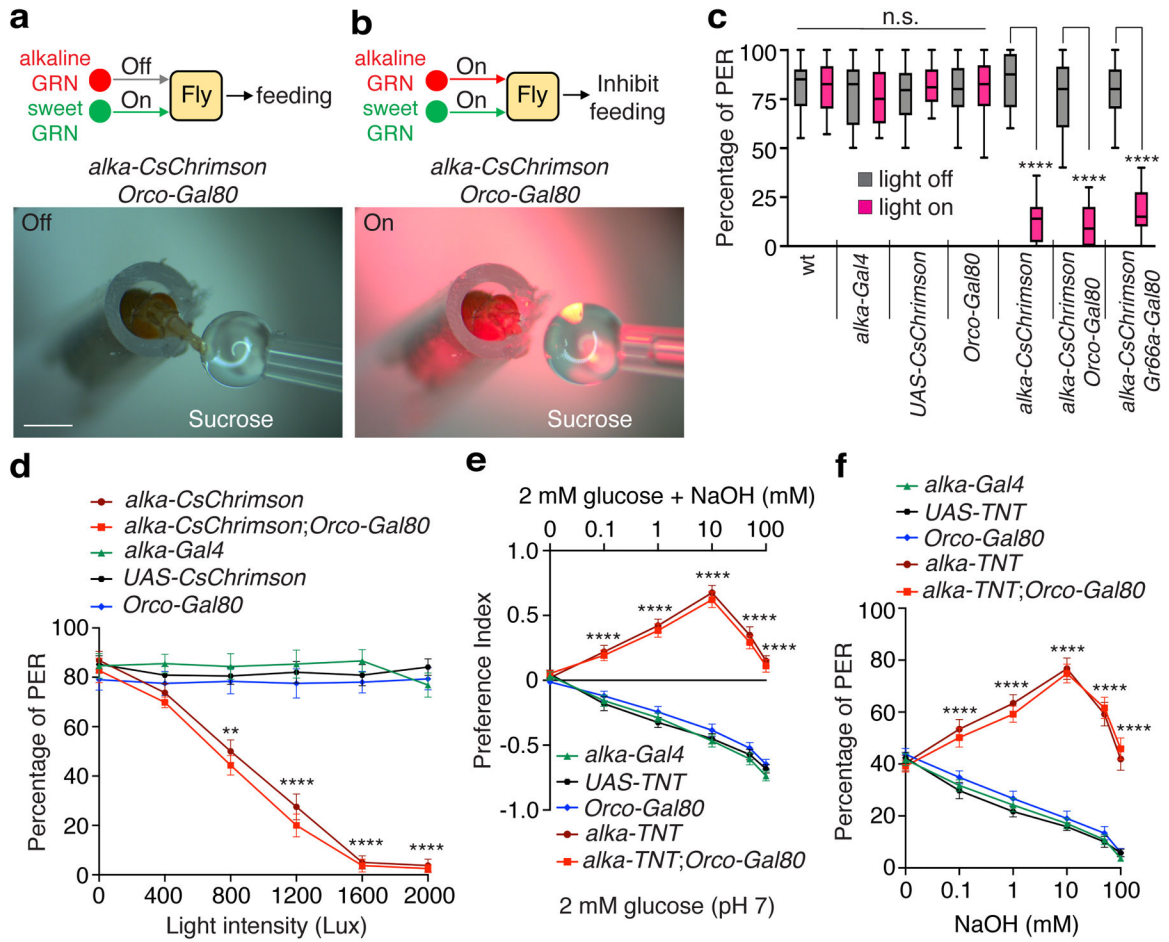 a
alkaline
GRN
sweet
GRN
Off
On
Fly
feeding
alka-CsChrimson
Orco-Gal80
Off
Sucrose
b
alkaline
GRN
sweet
GRN
On
On
Fly
Inhibit
feeding
alka-CsChrimson
Orco-Gal80
On
Sucrose
c
n.s.
Percentage of PER
100
75
50
25
0
light off
light on
****
****
****
wt
alka-Gal4
UAS-CsChrimson
Orco-Gal80
alka-CsChrimson
alka-CsChrimson
Orco-Gal80
alka-CsChrimson
Gr66a-Gal80
d
alka-CsChrimson
alka-CsChrimson;Orco-Gal80
alka-Gal4
UAS-CsChrimson
Orco-Gal80
Percentage of PER
100
80
60
40
20
0
**
****
****
****
0 400 800 1200 1600 2000
Light intensity (Lux)
e
2 mM glucose + NaOH (mM)
0 0.1 1 10 100
Preference Index
1.0
0.5
0
-0.5
-1.0
****
****
****
****
****
alka-Gal4
UAS-TNT
Orco-Gal80
alka-TNT
alka-TNT;Orco-Gal80
2 mM glucose (pH 7)
f
alka-Gal4
UAS-TNT
Orco-Gal80
alka-TNT
alka-TNT;Orco-Gal80
Percentage of PER
100
80
60
40
20
0
****
****
****
****
****
0 0.1 1 10 100
NaOH (mM)